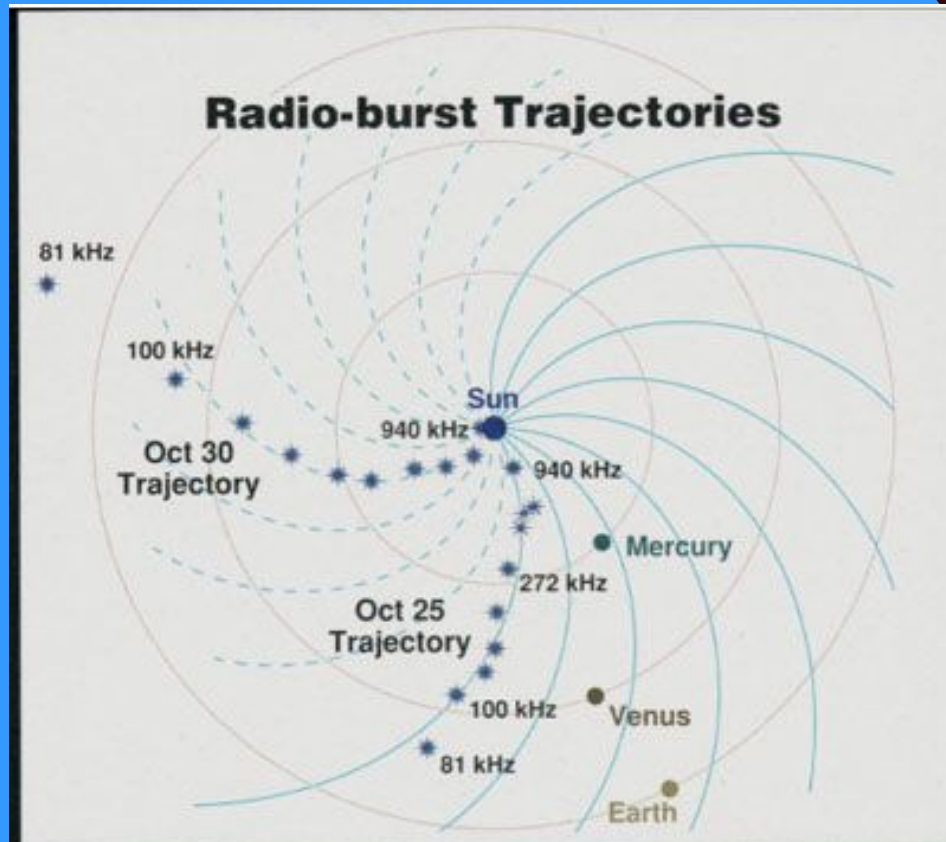 Radio-burst Trajectories
81 kHz
100 kHz
Sun
940 kHz
Oct 30
Trajectory
940 kHz
Mercury
272 kHz
Oct 25
Trajectory
100 kHz
Venus
81 kHz
Earth